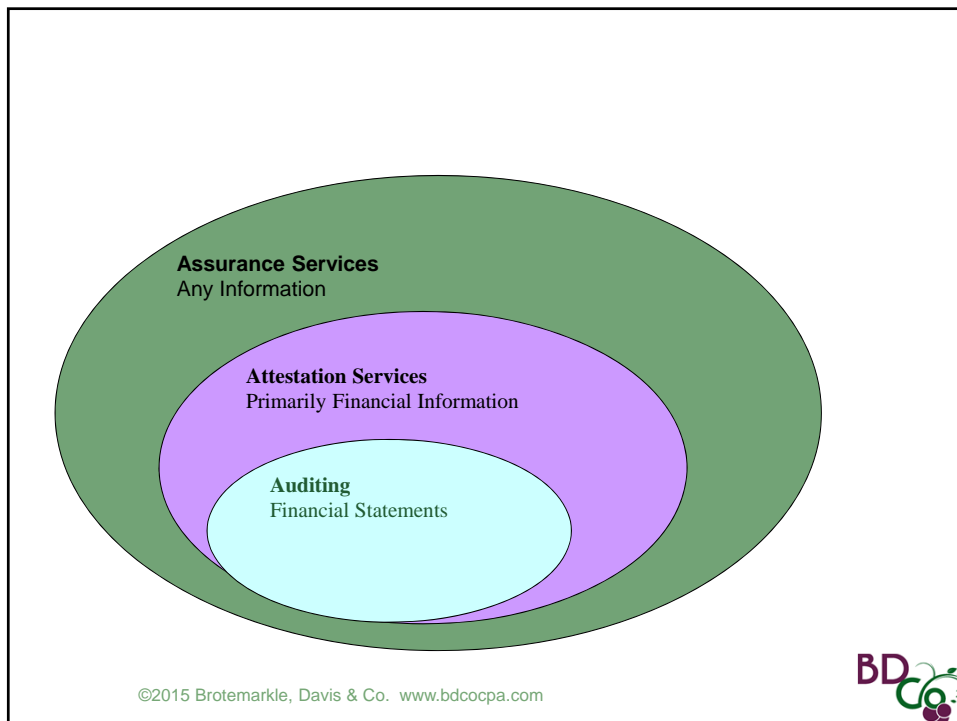 Assurance Services
Any Information
Attestation Services
Primarily Financial Information
Auditing
Financial Statements
©2015 Brotemarkle, Davis & Co. www.bdcocpa.com
BD
Co